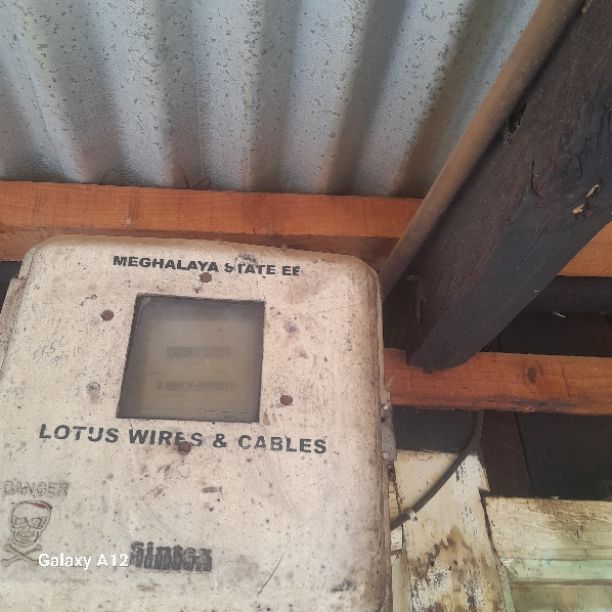 MEGHALAYA STATE EE
LOTUS WIRES & CABLES
DANGER
Galaxy A12
Sintex